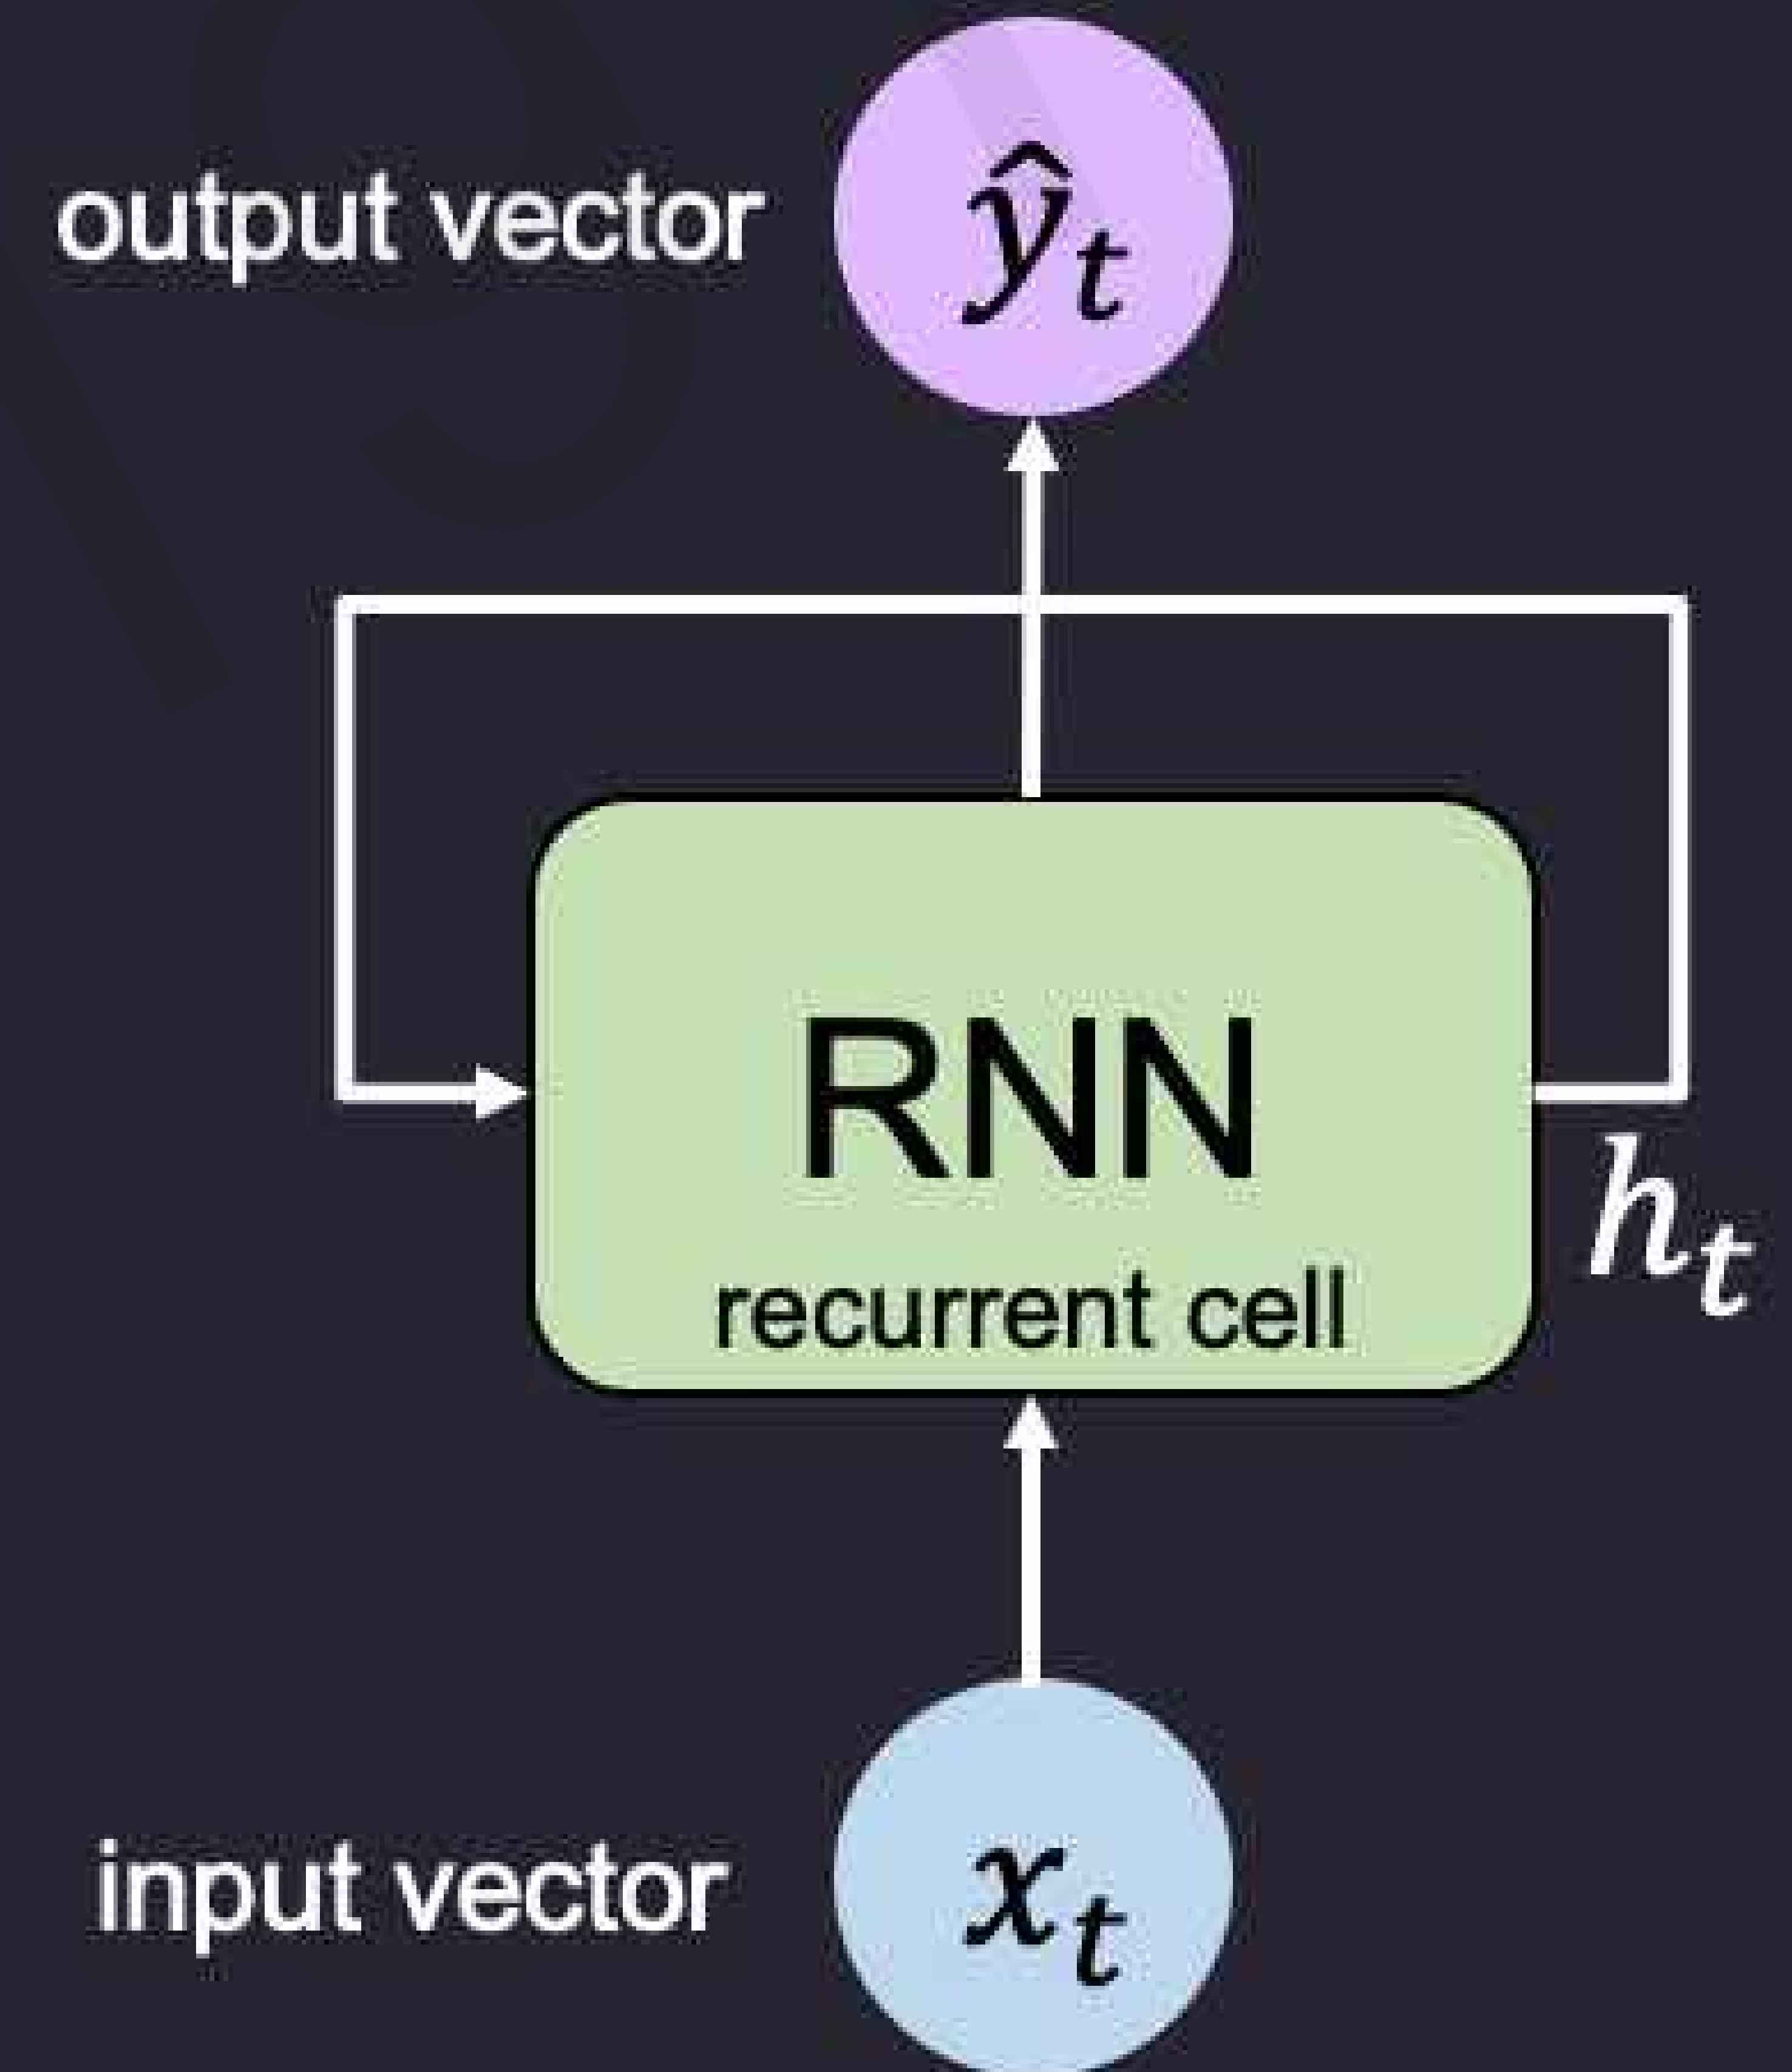 output vector
ŷt
RNN
recurrent cell
ht
input vector
xt